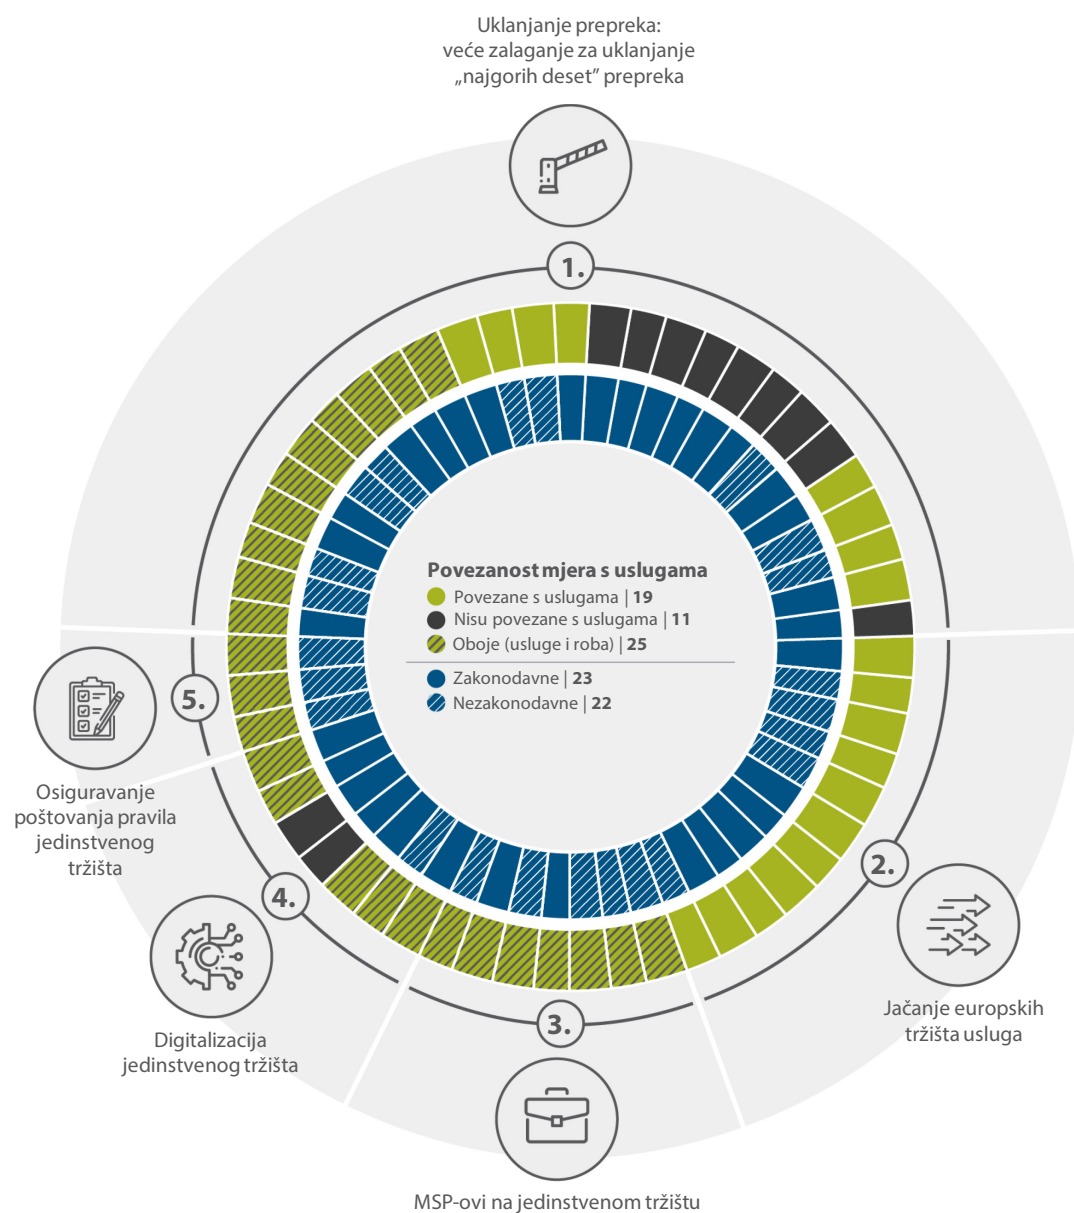 Uklanjanje prepreka:
veće zalaganje za uklanjanje
„najgorih deset” prepreka
1.
Povezanost mjera s uslugama
Povezane s uslugama | 19
Nisu povezane s uslugama | 11
Oboje (usluge i roba) | 25
Zakonodavne | 23
Nezakonodavne | 22
5.
Osiguravanje
poštovanja pravila
jedinstvenog
tržišta
2.
Jačanje europskih
tržišta usluga
4.
Digitalizacija
jedinstvenog tržišta
3.
MSP-ovi na jedinstvenom tržištu